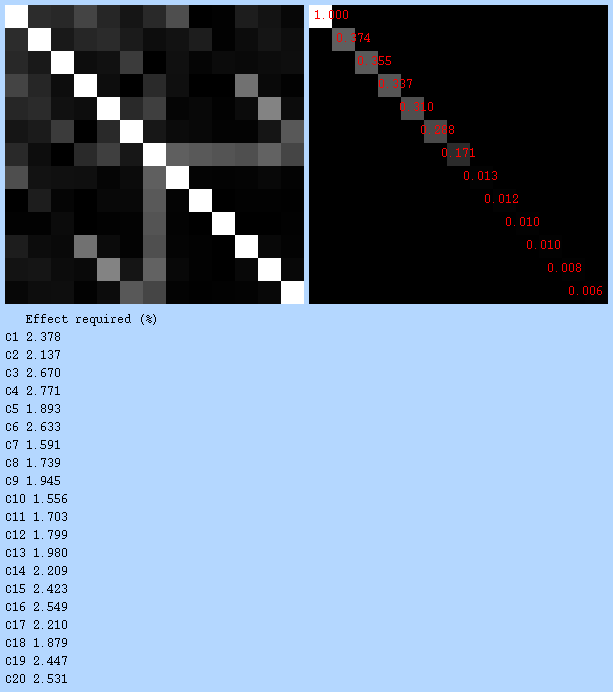 1.000
0.374
0.355
0.337
0.310
0.308
0.171
0.013
0.012
0.010
0.010
0.008
0.006
Effect required (%)
C1 2.378
C2 2.137
C3 2.670
C4 2.771
C5 1.893
C6 2.633
C7 1.591
C8 1.739
C9 1.945
C10 1.556
C11 1.703
C12 1.799
C13 1.980
C14 2.209
C15 2.423
C16 2.549
C17 2.210
C18 1.879
C19 2.447
C20 2.531